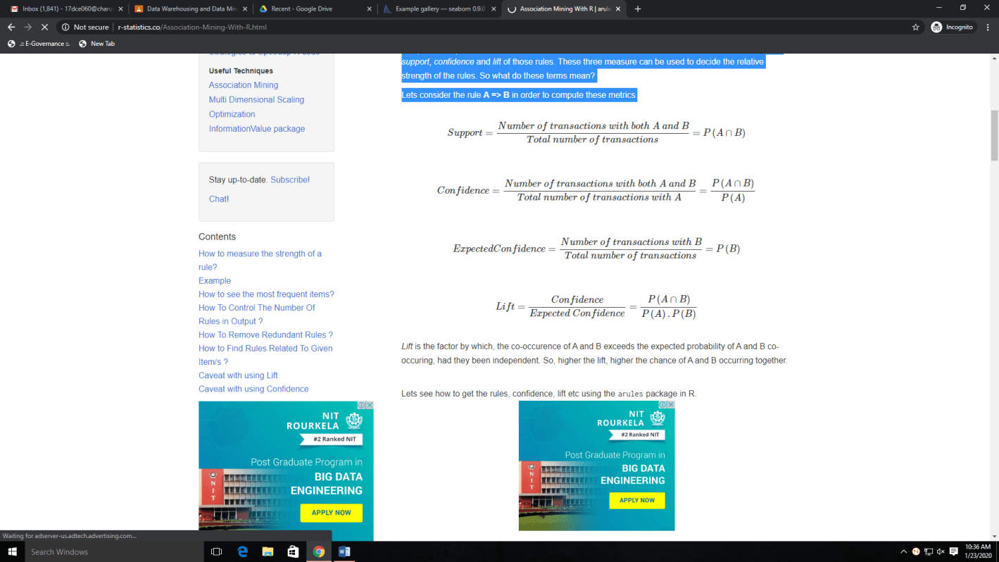 Inbox (1,841) - 17dce060@charus
Data Warehousing and Data Min
Recent - Google Drive
Example gallery — seaborn 0.9.0
Association Mining With R | arule
Not secure | r-statistics.co/Association-Mining-With-R.html
Incognito
.:: E-Governance ::.
New Tab
Strategies to Speedup R code
Useful Techniques
Association Mining
Multi Dimensional Scaling
Optimization
InformationValue package
Stay up-to-date. Subscribe!
Chat!
Contents
How to measure the strength of a
rule?
Example
How to see the most frequent items?
How To Control The Number Of
Rules in Output ?
How To Remove Redundant Rules ?
How to Find Rules Related To Given
Item/s ?
Caveat with using Lift
Caveat with using Confidence
NIT
ROURKELA
#2 Ranked NIT
Post Graduate Program in
BIG DATA
ENGINEERING
APPLY NOW
NIT
support, confidence and lift of those rules. These three measure can be used to decide the relative
strength of the rules. So what do these terms mean?
Lets consider the rule A => B in order to compute these metrics.
Support = Number of transactions with both A and B / Total number of transactions = P (A ∩ B)
Confidence = Number of transactions with both A and B / Total number of transactions with A = P (A ∩ B) / P (A)
ExpectedConfidence = Number of transactions with B / Total number of transactions = P (B)
Lift = Confidence / Expected Confidence = P (A ∩ B) / P (A) . P (B)
Lift is the factor by which, the co-occurence of A and B exceeds the expected probability of A and B co-
occuring, had they been independent. So, higher the lift, higher the chance of A and B occurring together.
Lets see how to get the rules, confidence, lift etc using the arules package in R.
NIT
ROURKELA
#2 Ranked NIT
Post Graduate Program in
BIG DATA
ENGINEERING
APPLY NOW
NIT
Waiting for adserver-us.adtech.advertising.com...
Search Windows
10:36 AM
1/23/2020